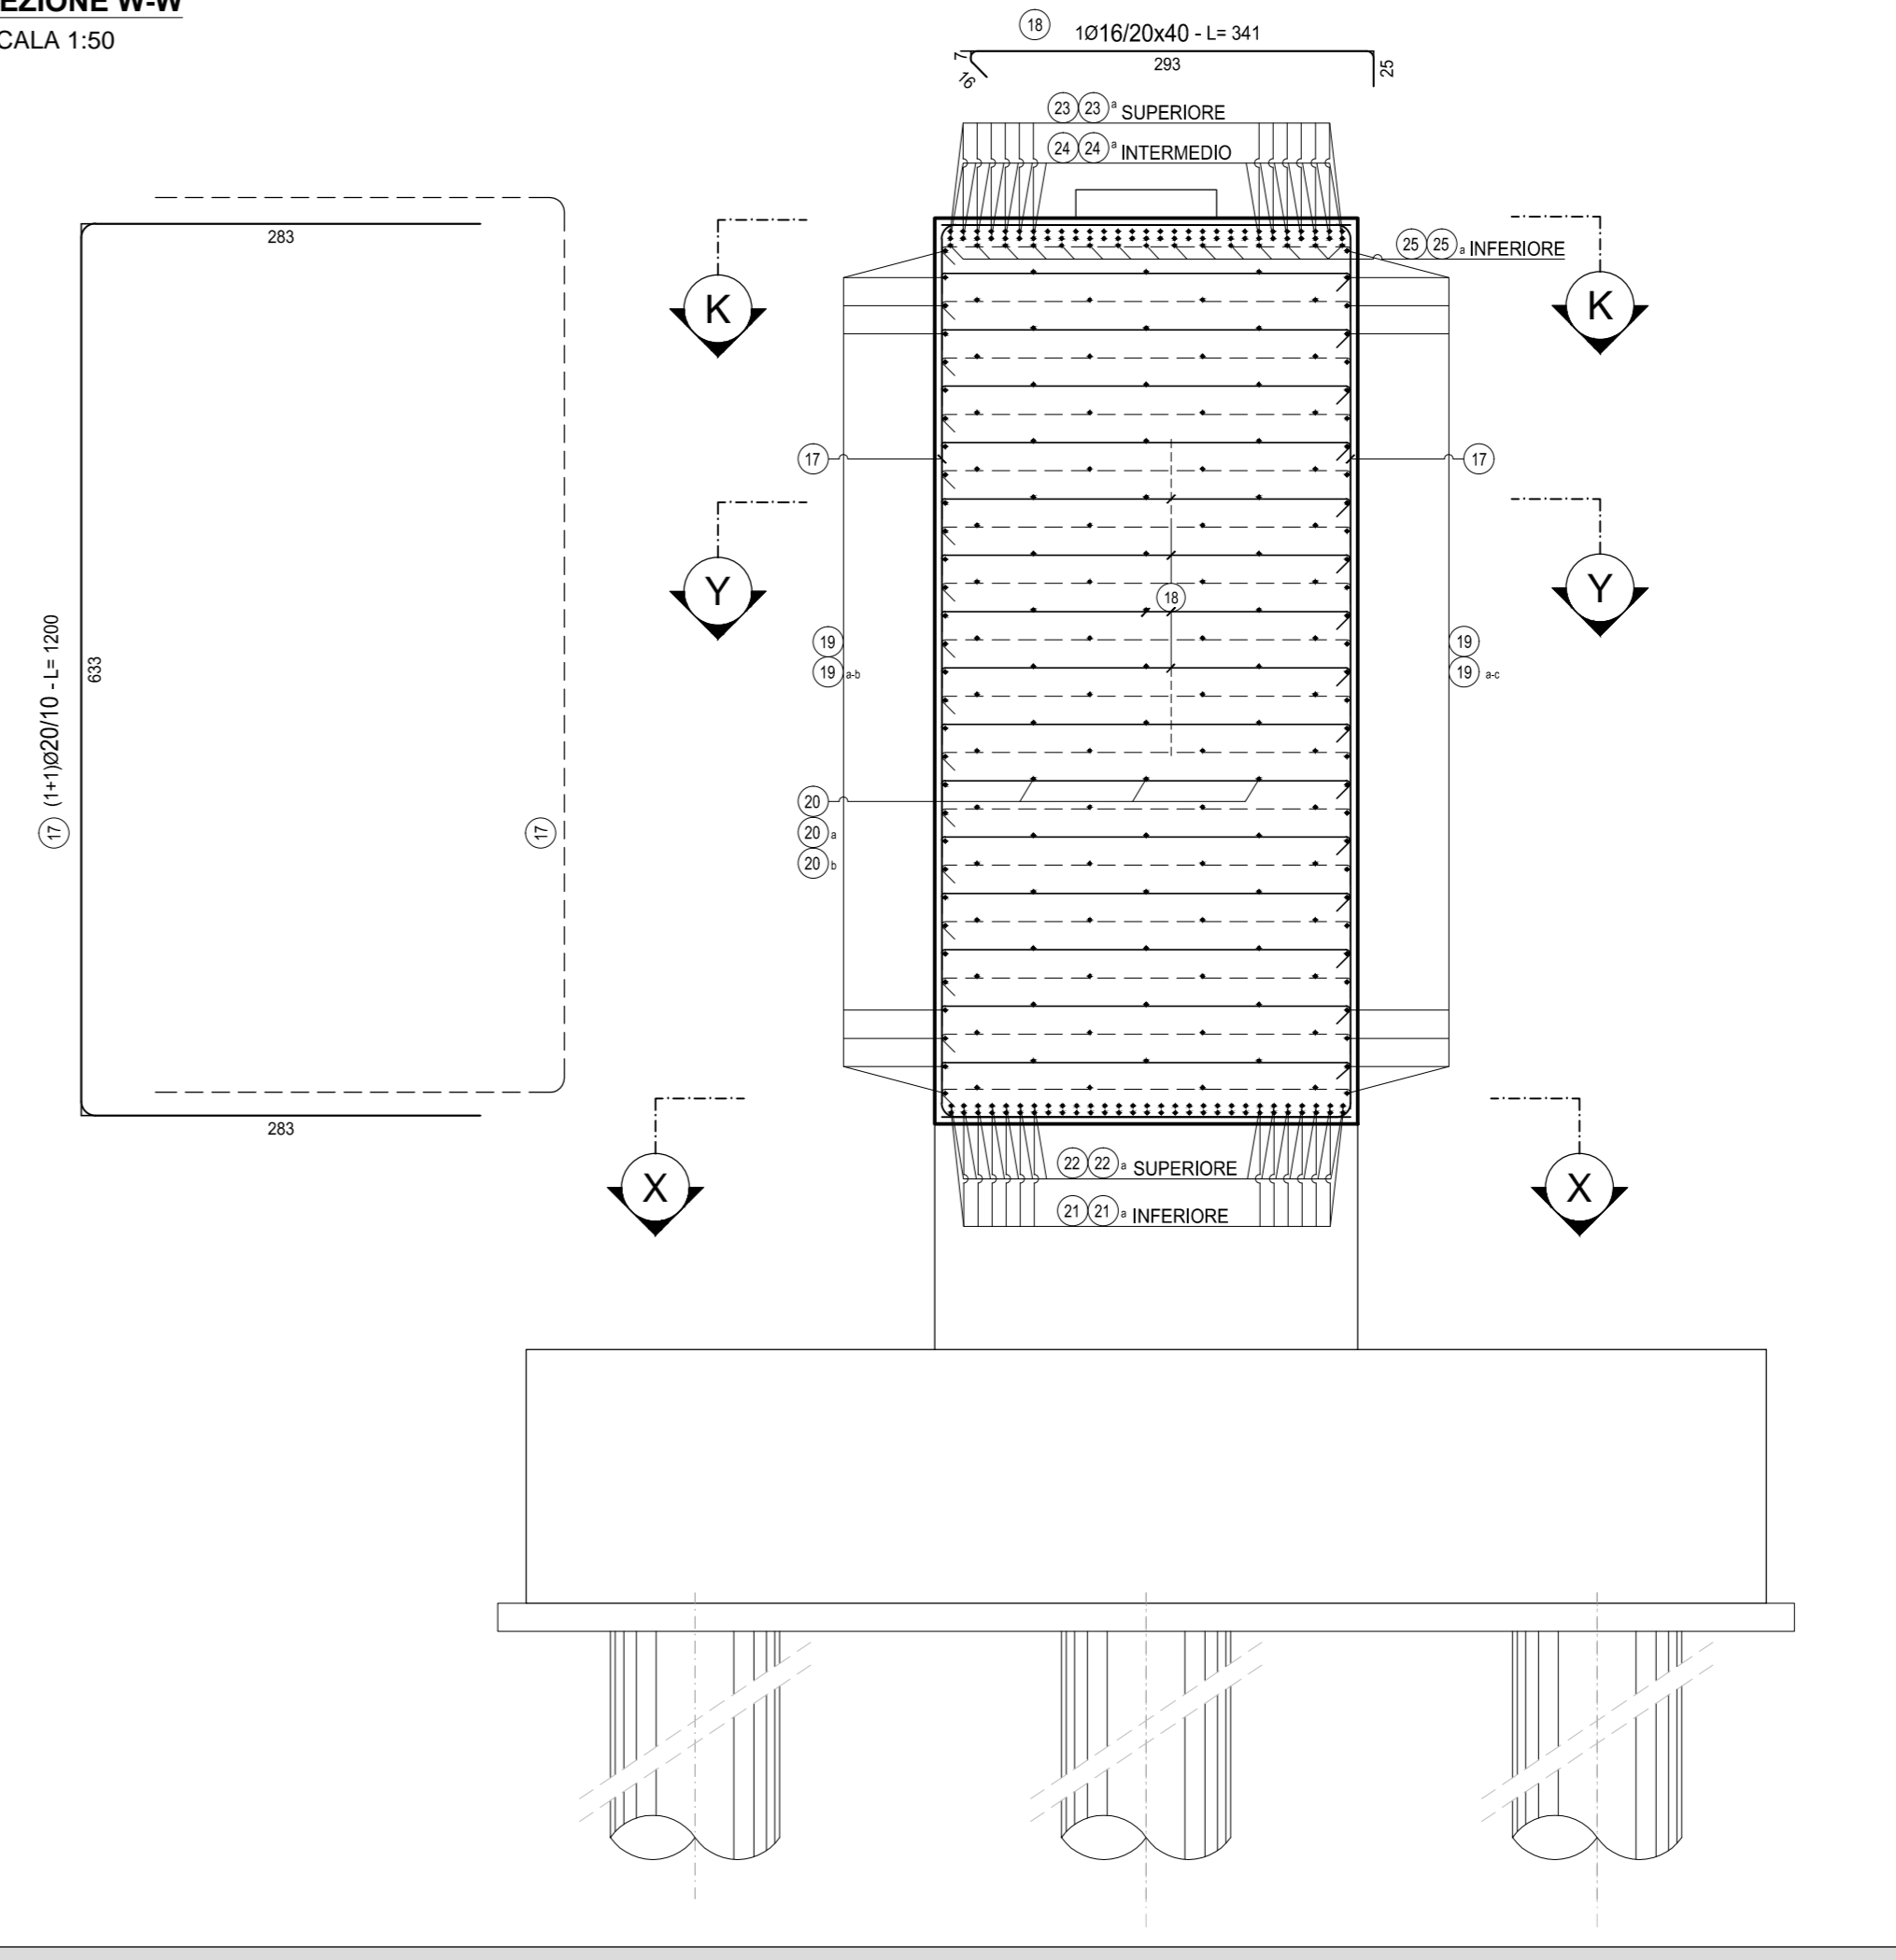 EZIONE W-W
CALA 1:50
18 1Ø16/20x40 - L= 341
7
16
293
25
23 23 a SUPERIORE
24 24 a INTERMEDIO
25 25 a INFERIORE
283
K
K
17
17
Y
Y
18
(1+1)Ø20/10 - L= 1200
17
633
17
19
19 a-b
19
19 a-c
20
20 a
20 b
283
22 22 a SUPERIORE
21 21 a INFERIORE
X
X